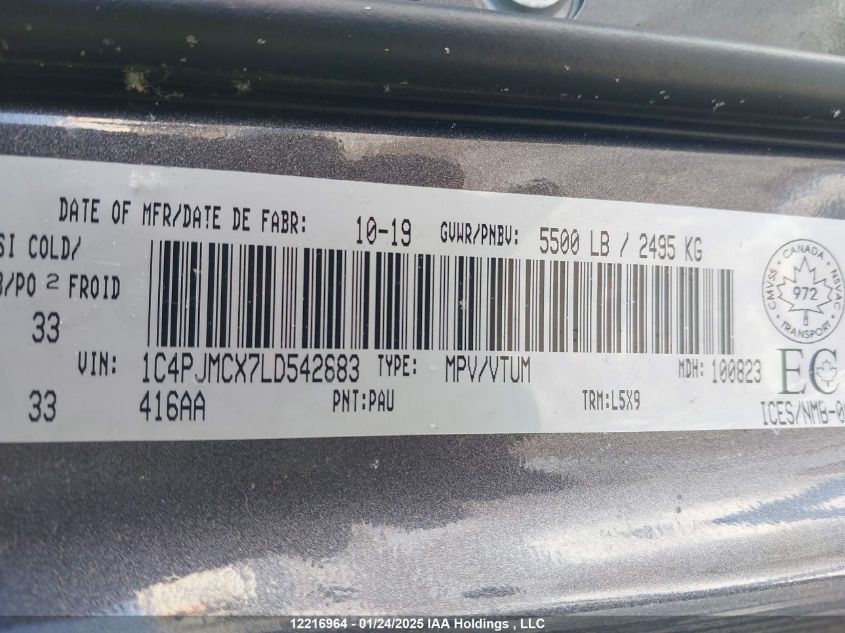 DATE OF MFR/DATE DE FABR: 10-19 GVWR/PNBV: 5500 LB / 2495 KG
SI COLD/
/PO 2 FROID
33
VIN: 1C4PJMCX7LD542883 TYPE: MPV/VTUM MDH: 100823
33 416AA PNT:PAU TRM:L5X9
CANADA
CMVSS NSVAC
972
TRANSPORT
EC
ICES/NMB-0
12216964 - 01/24/2025 IAA Holdings , LLC